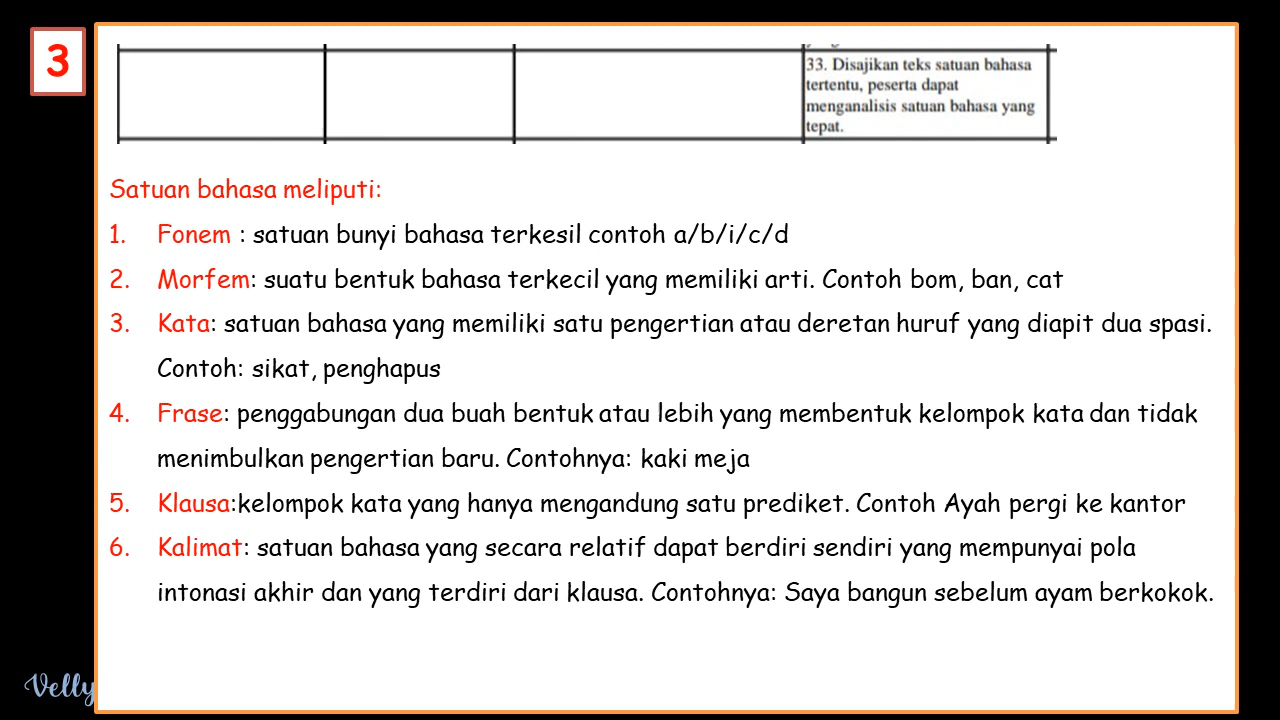 3
33. Disajikan teks satuan bahasa
tertentu, peserta dapat
menganalisis satuan bahasa yang
tepat.
Satuan bahasa meliputi:
1. Fonem : satuan bunyi bahasa terkesil contoh a/b/i/c/d
2. Morfem: suatu bentuk bahasa terkecil yang memiliki arti. Contoh bom, ban, cat
3. Kata: satuan bahasa yang memiliki satu pengertian atau deretan huruf yang diapit dua spasi.
Contoh: sikat, penghapus
4. Frase: penggabungan dua buah bentuk atau lebih yang membentuk kelompok kata dan tidak
menimbulkan pengertian baru. Contohnya: kaki meja
5. Klausa:kelompok kata yang hanya mengandung satu prediket. Contoh Ayah pergi ke kantor
6. Kalimat: satuan bahasa yang secara relatif dapat berdiri sendiri yang mempunyai pola
intonasi akhir dan yang terdiri dari klausa. Contohnya: Saya bangun sebelum ayam berkokok.
Velly